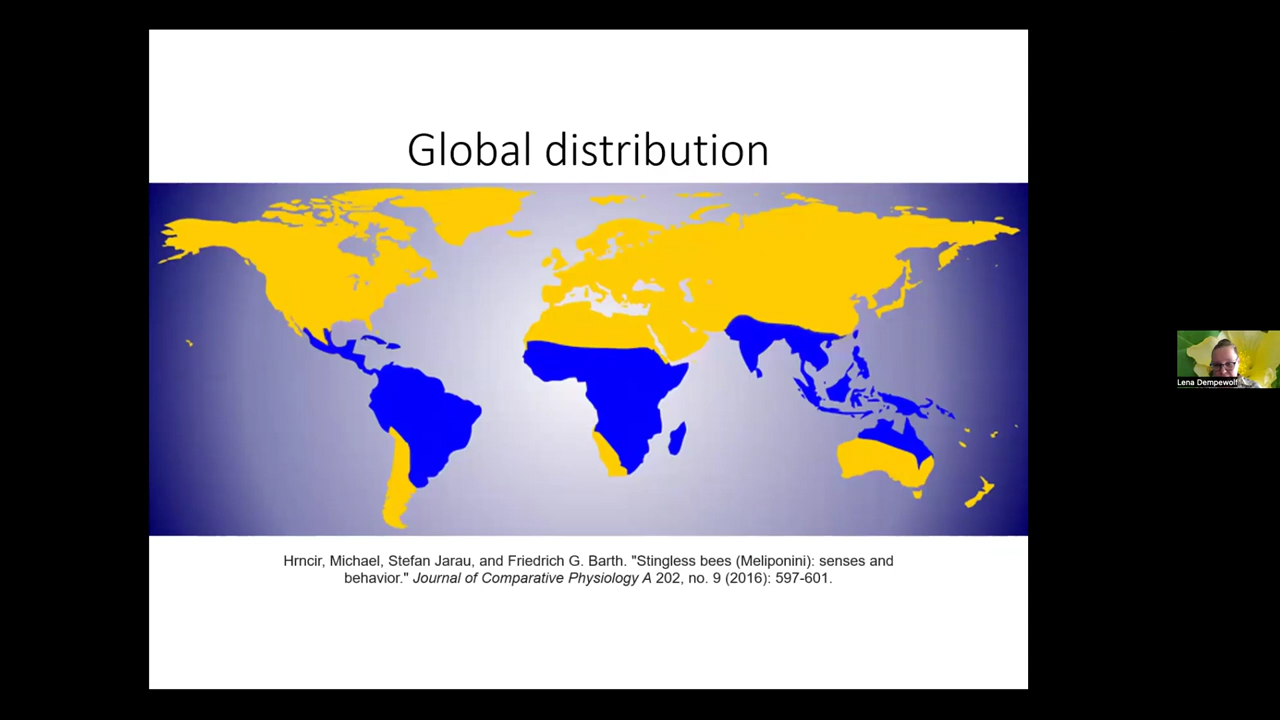 Global distribution
Hrncir, Michael, Stefan Jarau, and Friedrich G. Barth. "Stingless bees (Meliponini): senses and
behavior." Journal of Comparative Physiology A 202, no. 9 (2016): 597-601.
Lena Dempewolf